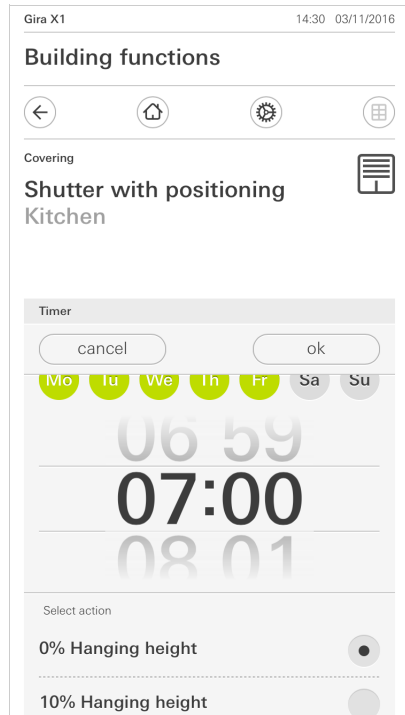 Gira X1 14:30 03/11/2016
Building functions
Covering
Shutter with positioning
Kitchen
Timer
cancel ok
Mo Tu We Th Fr Sa Su
06 59
07:00
08 01
Select action
0% Hanging height
10% Hanging height